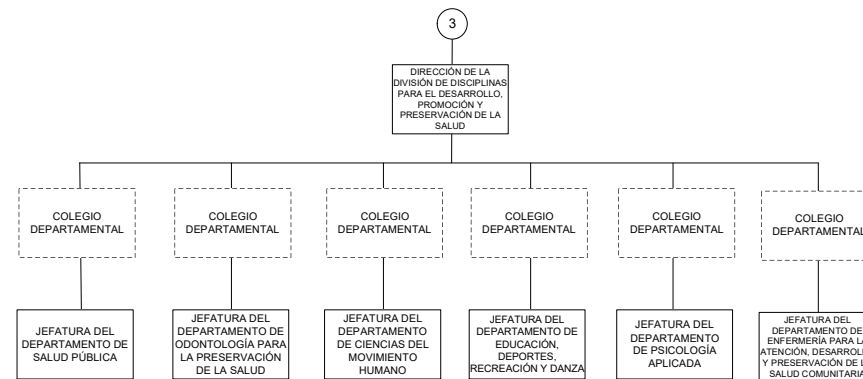 3
DIRECCIÓN DE LA
DIVISIÓN DE DISCIPLINAS
PARA EL DESARROLLO,
PROMOCIÓN Y
PRESERVACIÓN DE LA
SALUD
COLEGIO
DEPARTAMENTAL
COLEGIO
DEPARTAMENTAL
COLEGIO
DEPARTAMENTAL
COLEGIO
DEPARTAMENTAL
COLEGIO
DEPARTAMENTAL
COLEGIO
DEPARTAMENTAL
JEFATURA DEL
DEPARTAMENTO DE
SALUD PÚBLICA
JEFATURA DEL
DEPARTAMENTO DE
ODONTOLOGÍA PARA
LA PRESERVACIÓN
DE LA SALUD
JEFATURA DEL
DEPARTAMENTO
DE CIENCIAS DEL
MOVIMIENTO
HUMANO
JEFATURA DEL
DEPARTAMENTO DE
EDUCACIÓN,
DEPORTES,
RECREACIÓN Y DANZA
JEFATURA DEL
DEPARTAMENTO
DE PSICOLOGÍA
APLICADA
JEFATURA DEL
DEPARTAMENTO DE
ENFERMERÍA PARA LA
ATENCIÓN, DESARROLL
Y PRESERVACIÓN DE L
SALUD COMUNITARIA